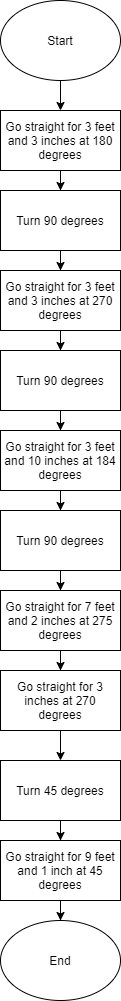 Start
Go straight for 3 feet
and 3 inches at 180
degrees
Turn 90 degrees
Go straight for 3 feet
and 3 inches at 270
degrees
Turn 90 degrees
Go straight for 3 feet
and 10 inches at 184
degrees
Turn 90 degrees
Go straight for 7 feet
and 2 inches at 275
degrees
Go straight for 3
inches at 270
degrees
Turn 45 degrees
Go straight for 9 feet
and 1 inch at 45
degrees
End